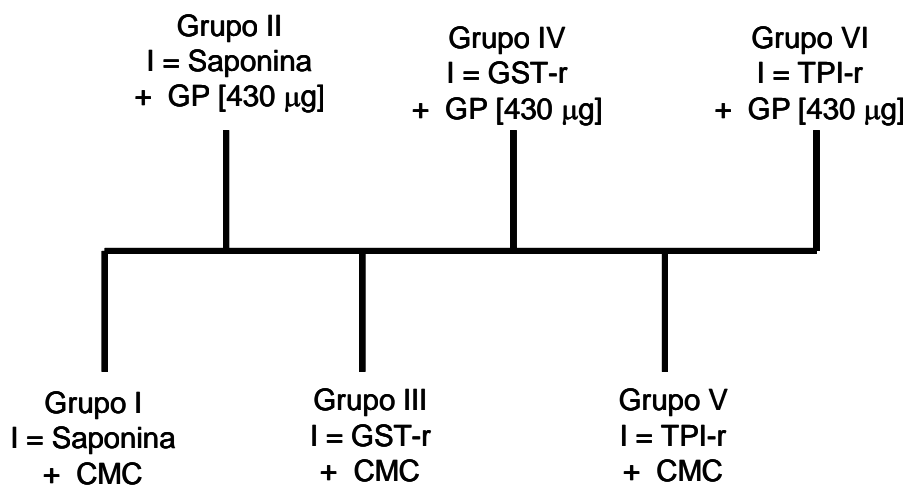 Grupo II
I = Saponina
+ GP [430 μg]
Grupo IV
I = GST-r
+ GP [430 μg]
Grupo VI
I = TPI-r
+ GP [430 μg]
Grupo I
I = Saponina
+ CMC
Grupo III
I = GST-r
+ CMC
Grupo V
I = TPI-r
+ CMC